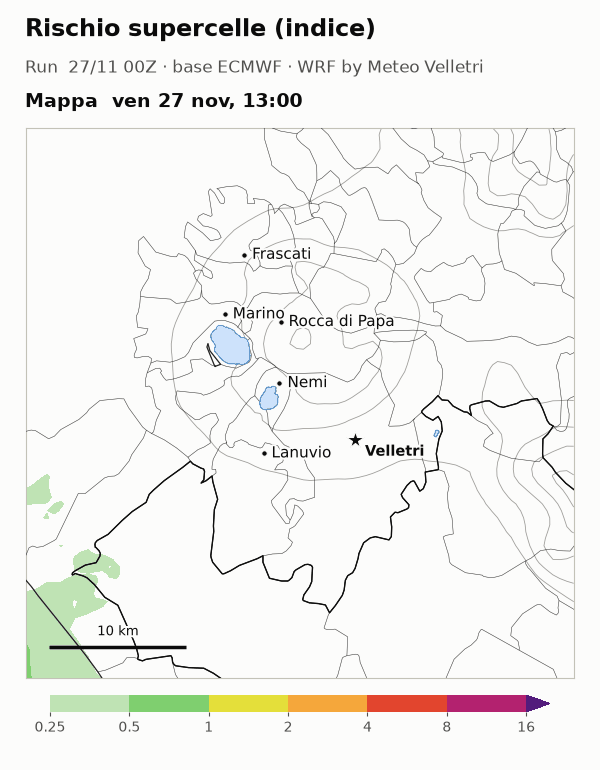 Rischio supercelle (indice)
Run  27/11 00Z · base ECMWF · WRF by Meteo Velletri
Mappa  ven 27 nov, 13:00
Frascati
Marino
Rocca di Papa
Nemi
Velletri
Lanuvio
10 km
0.25 0.5 1 2 4 8 16